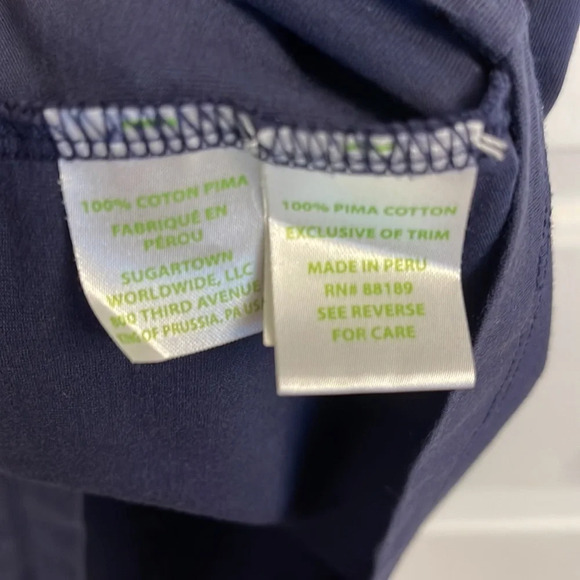 100% COTON PIMA
FABRIQUÉ EN
PÉROU
SUGARTOWN
WORLDWIDE, LLC
THIRD AVENUE
OF PRUSSIA, PA USA
100% PIMA COTTON
EXCLUSIVE OF TRIM
MADE IN PERU
RN# 88189
SEE REVERSE
FOR CARE